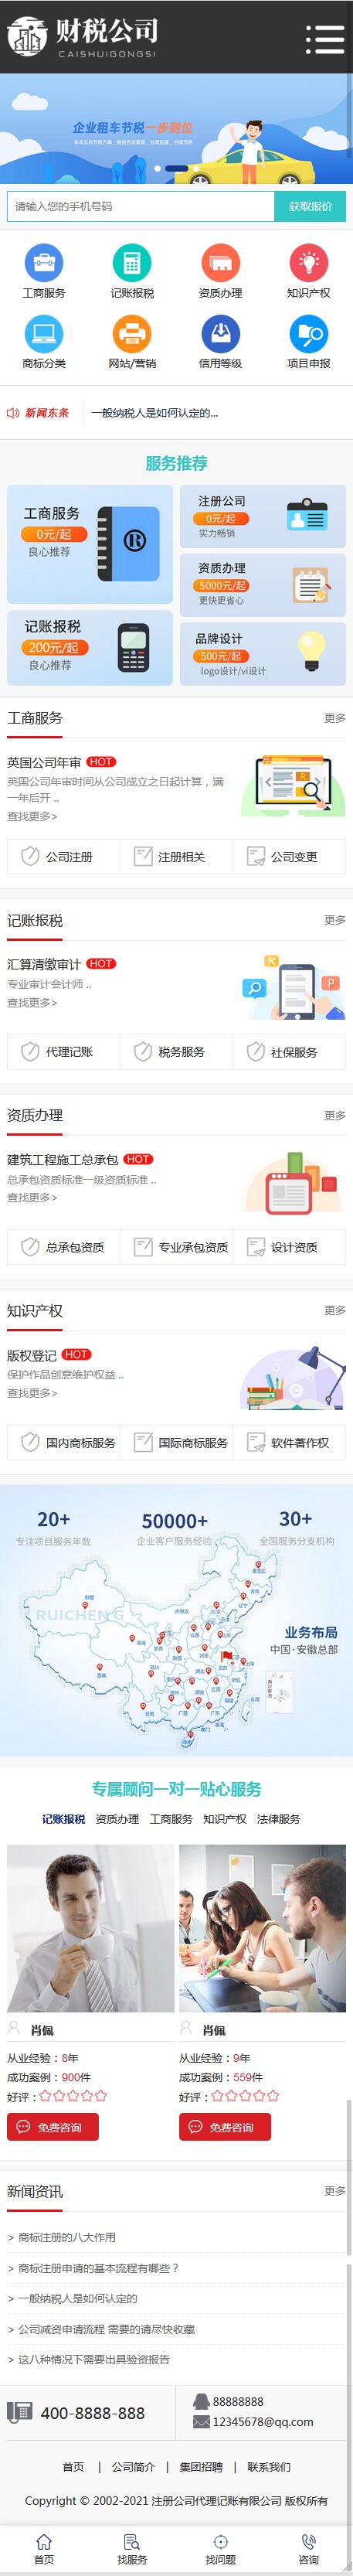 财税公司
CAISHUIGONGSI
企业租车节税一步到位
请输入您的手机号码 获取报价
工商服务 记账报税 资质办理 知识产权
商标分类 网站/营销 信用等级 项目申报
新闻东条 一般纳税人是如何认定的...
服务推荐
工商服务
0元/起
良心推荐
记账报税
200元/起
良心推荐
注册公司
0元/起
实力畅销
资质办理
5000元/起
更快更省心
品牌设计
500元/起
logo设计/vi设计
工商服务 更多
英国公司年审 HOT
英国公司年审时间从公司成立之日起计算，满
一年后开 ..
查找更多>
公司注册 注册相关 公司变更
记账报税 更多
汇算清缴审计 HOT
专业审计会计师 ..
查找更多>
代理记账 税务服务 社保服务
资质办理 更多
建筑工程施工总承包 HOT
总承包资质标准一级资质标准 ..
查找更多>
总承包资质 专业承包资质 设计资质
知识产权 更多
版权登记 HOT
保护作品创意维护权益 ..
查找更多>
国内商标服务 国际商标服务 软件著作权
20+ 50000+ 30+
专注项目服务年数 企业客户服务经验 全国服务分支机构
RUICHENG
业务布局
中国·安徽总部
专属顾问一对一贴心服务
记账报税 资质办理 工商服务 知识产权 法律服务
肖佩
从业经验：8年
成功案例：900件
好评：
免费咨询
肖佩
从业经验：9年
成功案例：559件
好评：
免费咨询
新闻资讯 更多
> 商标注册的八大作用
> 商标注册申请的基本流程有哪些？
> 一般纳税人是如何认定的
> 公司减资申请流程 需要的请尽快收藏
> 这八种情况下需要出具验资报告
400-8888-888
88888888
12345678@qq.com
首页 | 公司简介 | 集团招聘 | 联系我们
Copyright © 2002-2021 注册公司代理记账有限公司 版权所有
首页 找服务 找问题 咨询